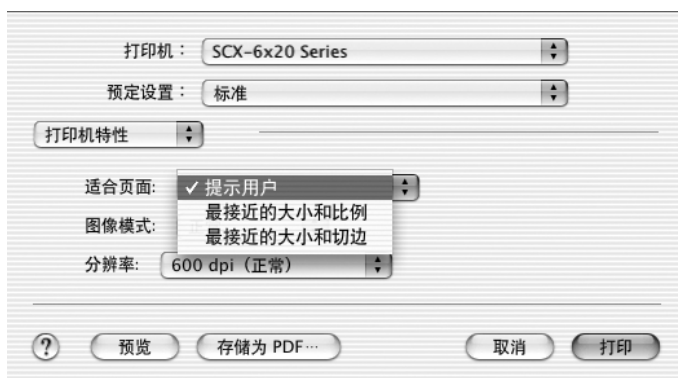 打印机： SCX-6x20 Series
预定设置： 标准
打印机特性
适合页面: ✓ 提示用户
最接近的大小和比例
图像模式:
最接近的大小和切边
分辨率: 600 dpi（正常）
? 预览 存储为 PDF… 取消 打印